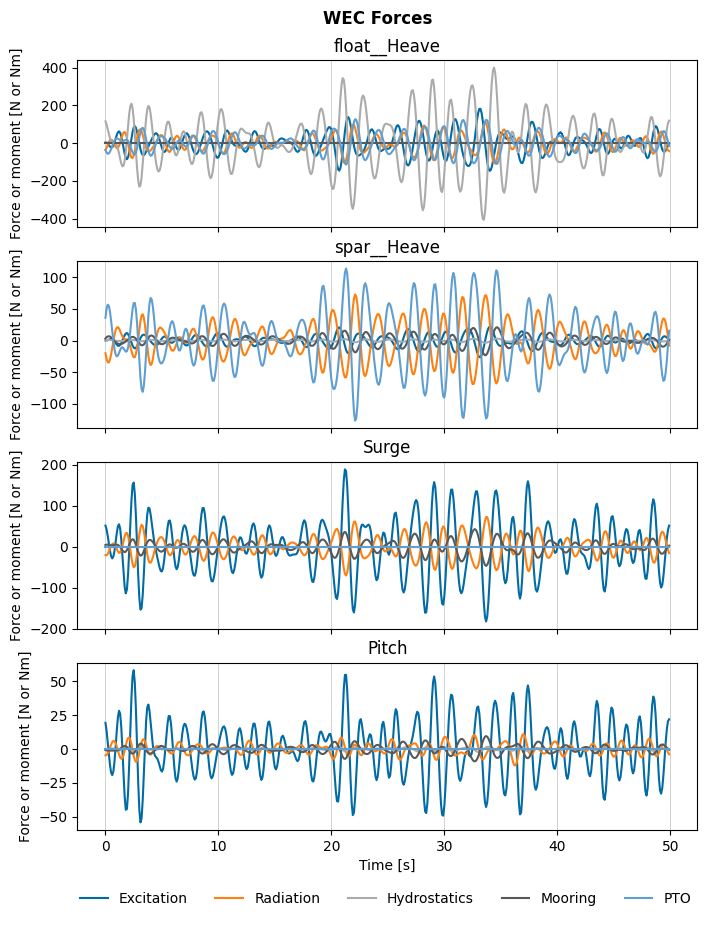 WEC Forces
float__Heave
Force or moment [N or Nm]
400
200
0
−200
−400
spar__Heave
Force or moment [N or Nm]
100
50
0
−50
−100
Surge
Force or moment [N or Nm]
200
100
0
−100
−200
Pitch
Force or moment [N or Nm]
50
25
0
−25
−50
0 10 20 30 40 50
Time [s]
Excitation Radiation Hydrostatics Mooring PTO